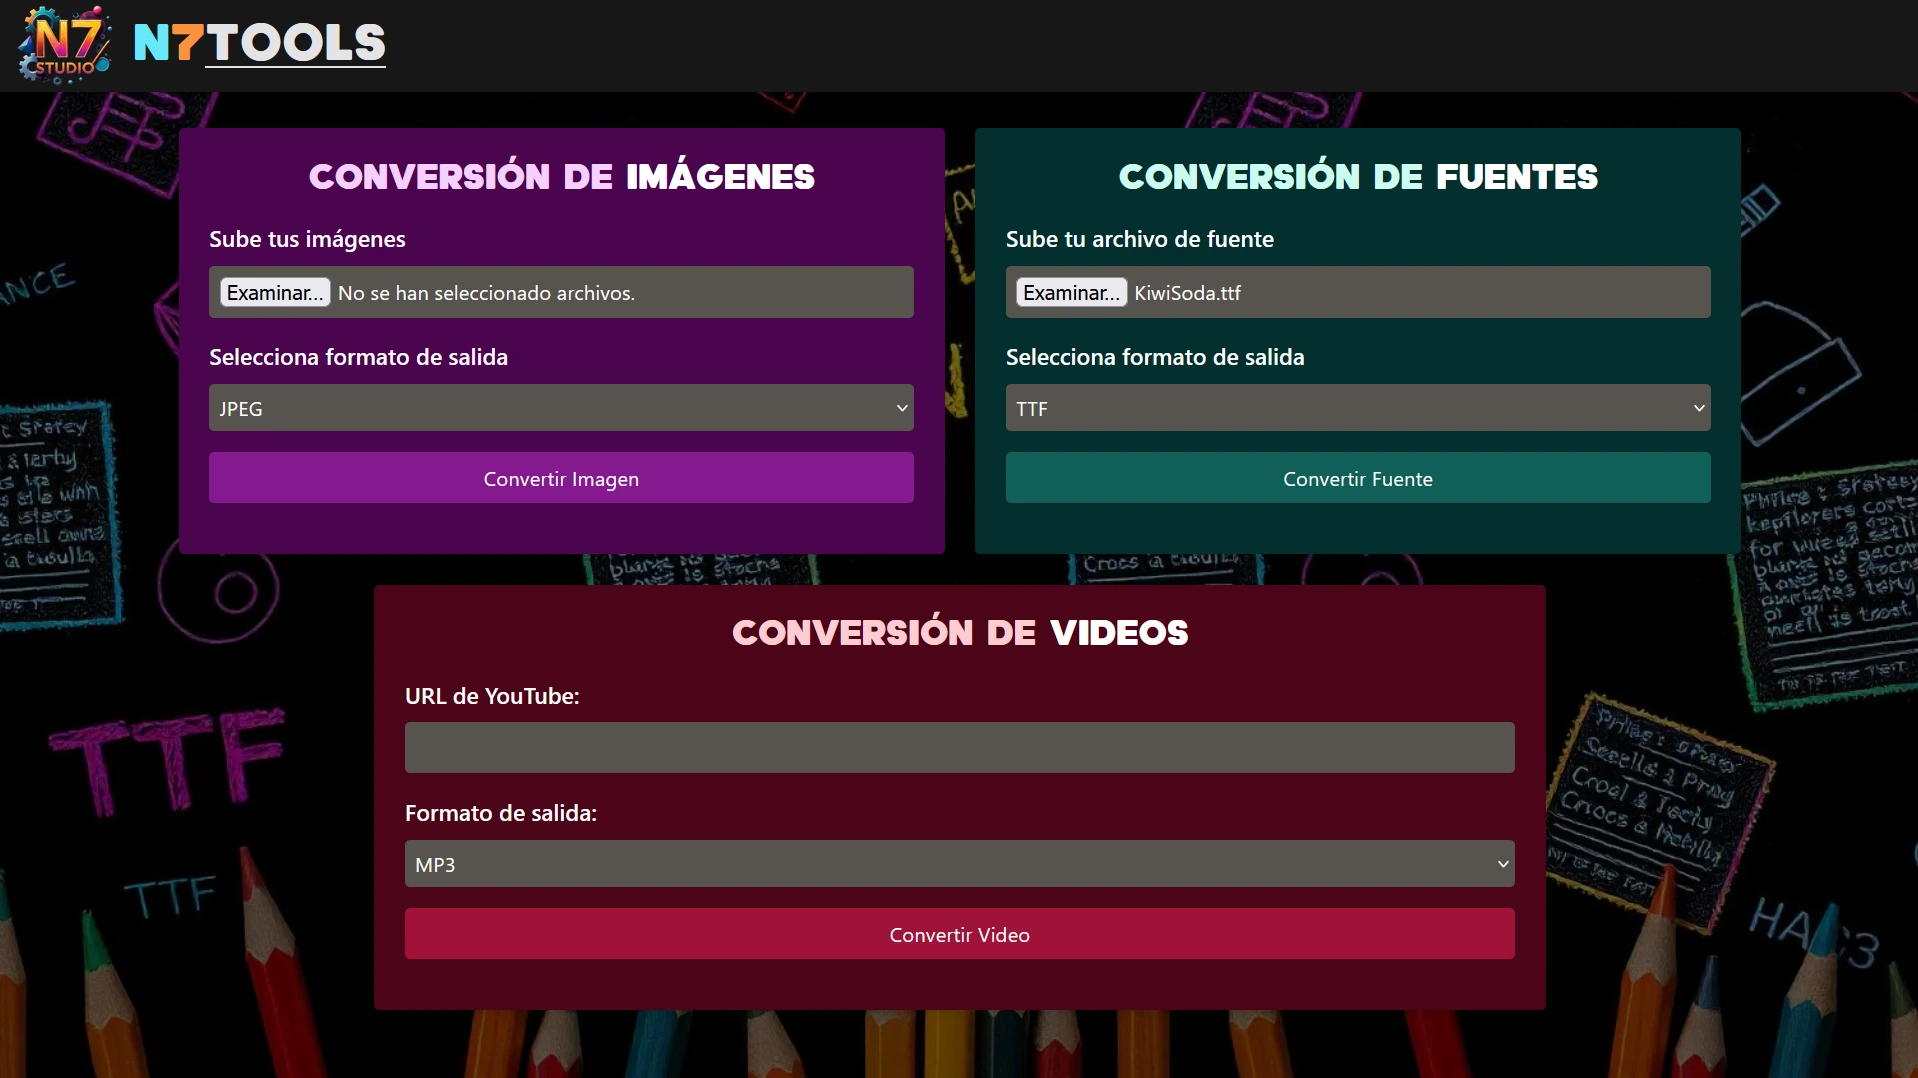 N7
STUDIO
N7TOOLS
CONVERSIÓN DE IMÁGENES
Sube tus imágenes
Examinar... No se han seleccionado archivos.
Selecciona formato de salida
JPEG
Convertir Imagen
CONVERSIÓN DE FUENTES
Sube tu archivo de fuente
Examinar... KiwiSoda.ttf
Selecciona formato de salida
TTF
Convertir Fuente
CONVERSIÓN DE VIDEOS
URL de YouTube:
Formato de salida:
MP3
Convertir Video
TTF
TTF